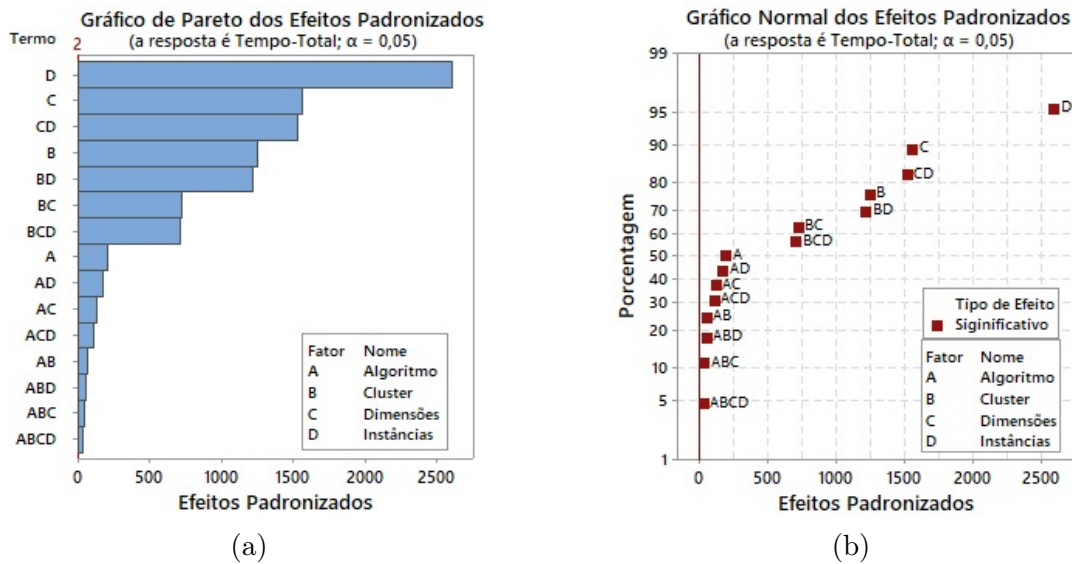 Gráfico de Pareto dos Efeitos Padronizados
(a resposta é Tempo-Total; α = 0,05)
Termo
2
D
C
CD
B
BD
BC
BCD
A
AD
AC
ACD
AB
ABD
ABC
ABCD
Fator Nome
A Algoritmo
B Cluster
C Dimensões
D Instâncias
0 500 1000 1500 2000 2500
Efeitos Padronizados
(a)
Gráfico Normal dos Efeitos Padronizados
(a resposta é Tempo-Total; α = 0,05)
Porcentagem
99
95
90
80
70
60
50
40
30
20
10
5
1
D
C
CD
B
BD
BC
BCD
A
AD
AC
ACD
AB
ABD
ABC
ABCD
Tipo de Efeito
Siginificativo
Fator Nome
A Algoritmo
B Cluster
C Dimensões
D Instâncias
0 500 1000 1500 2000 2500
Efeitos Padronizados
(b)